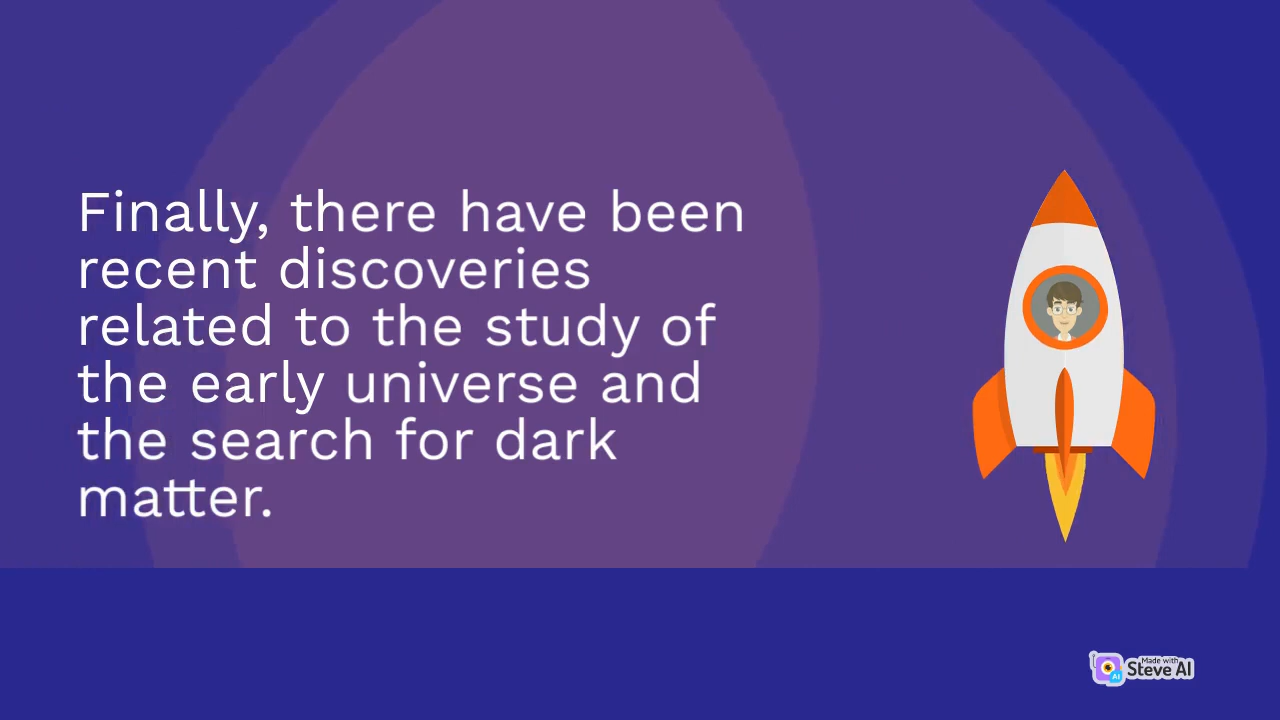 Finally, there have been
recent discoveries
related to the study of
the early universe and
the search for dark
matter.
Made with
Steve AI
AI